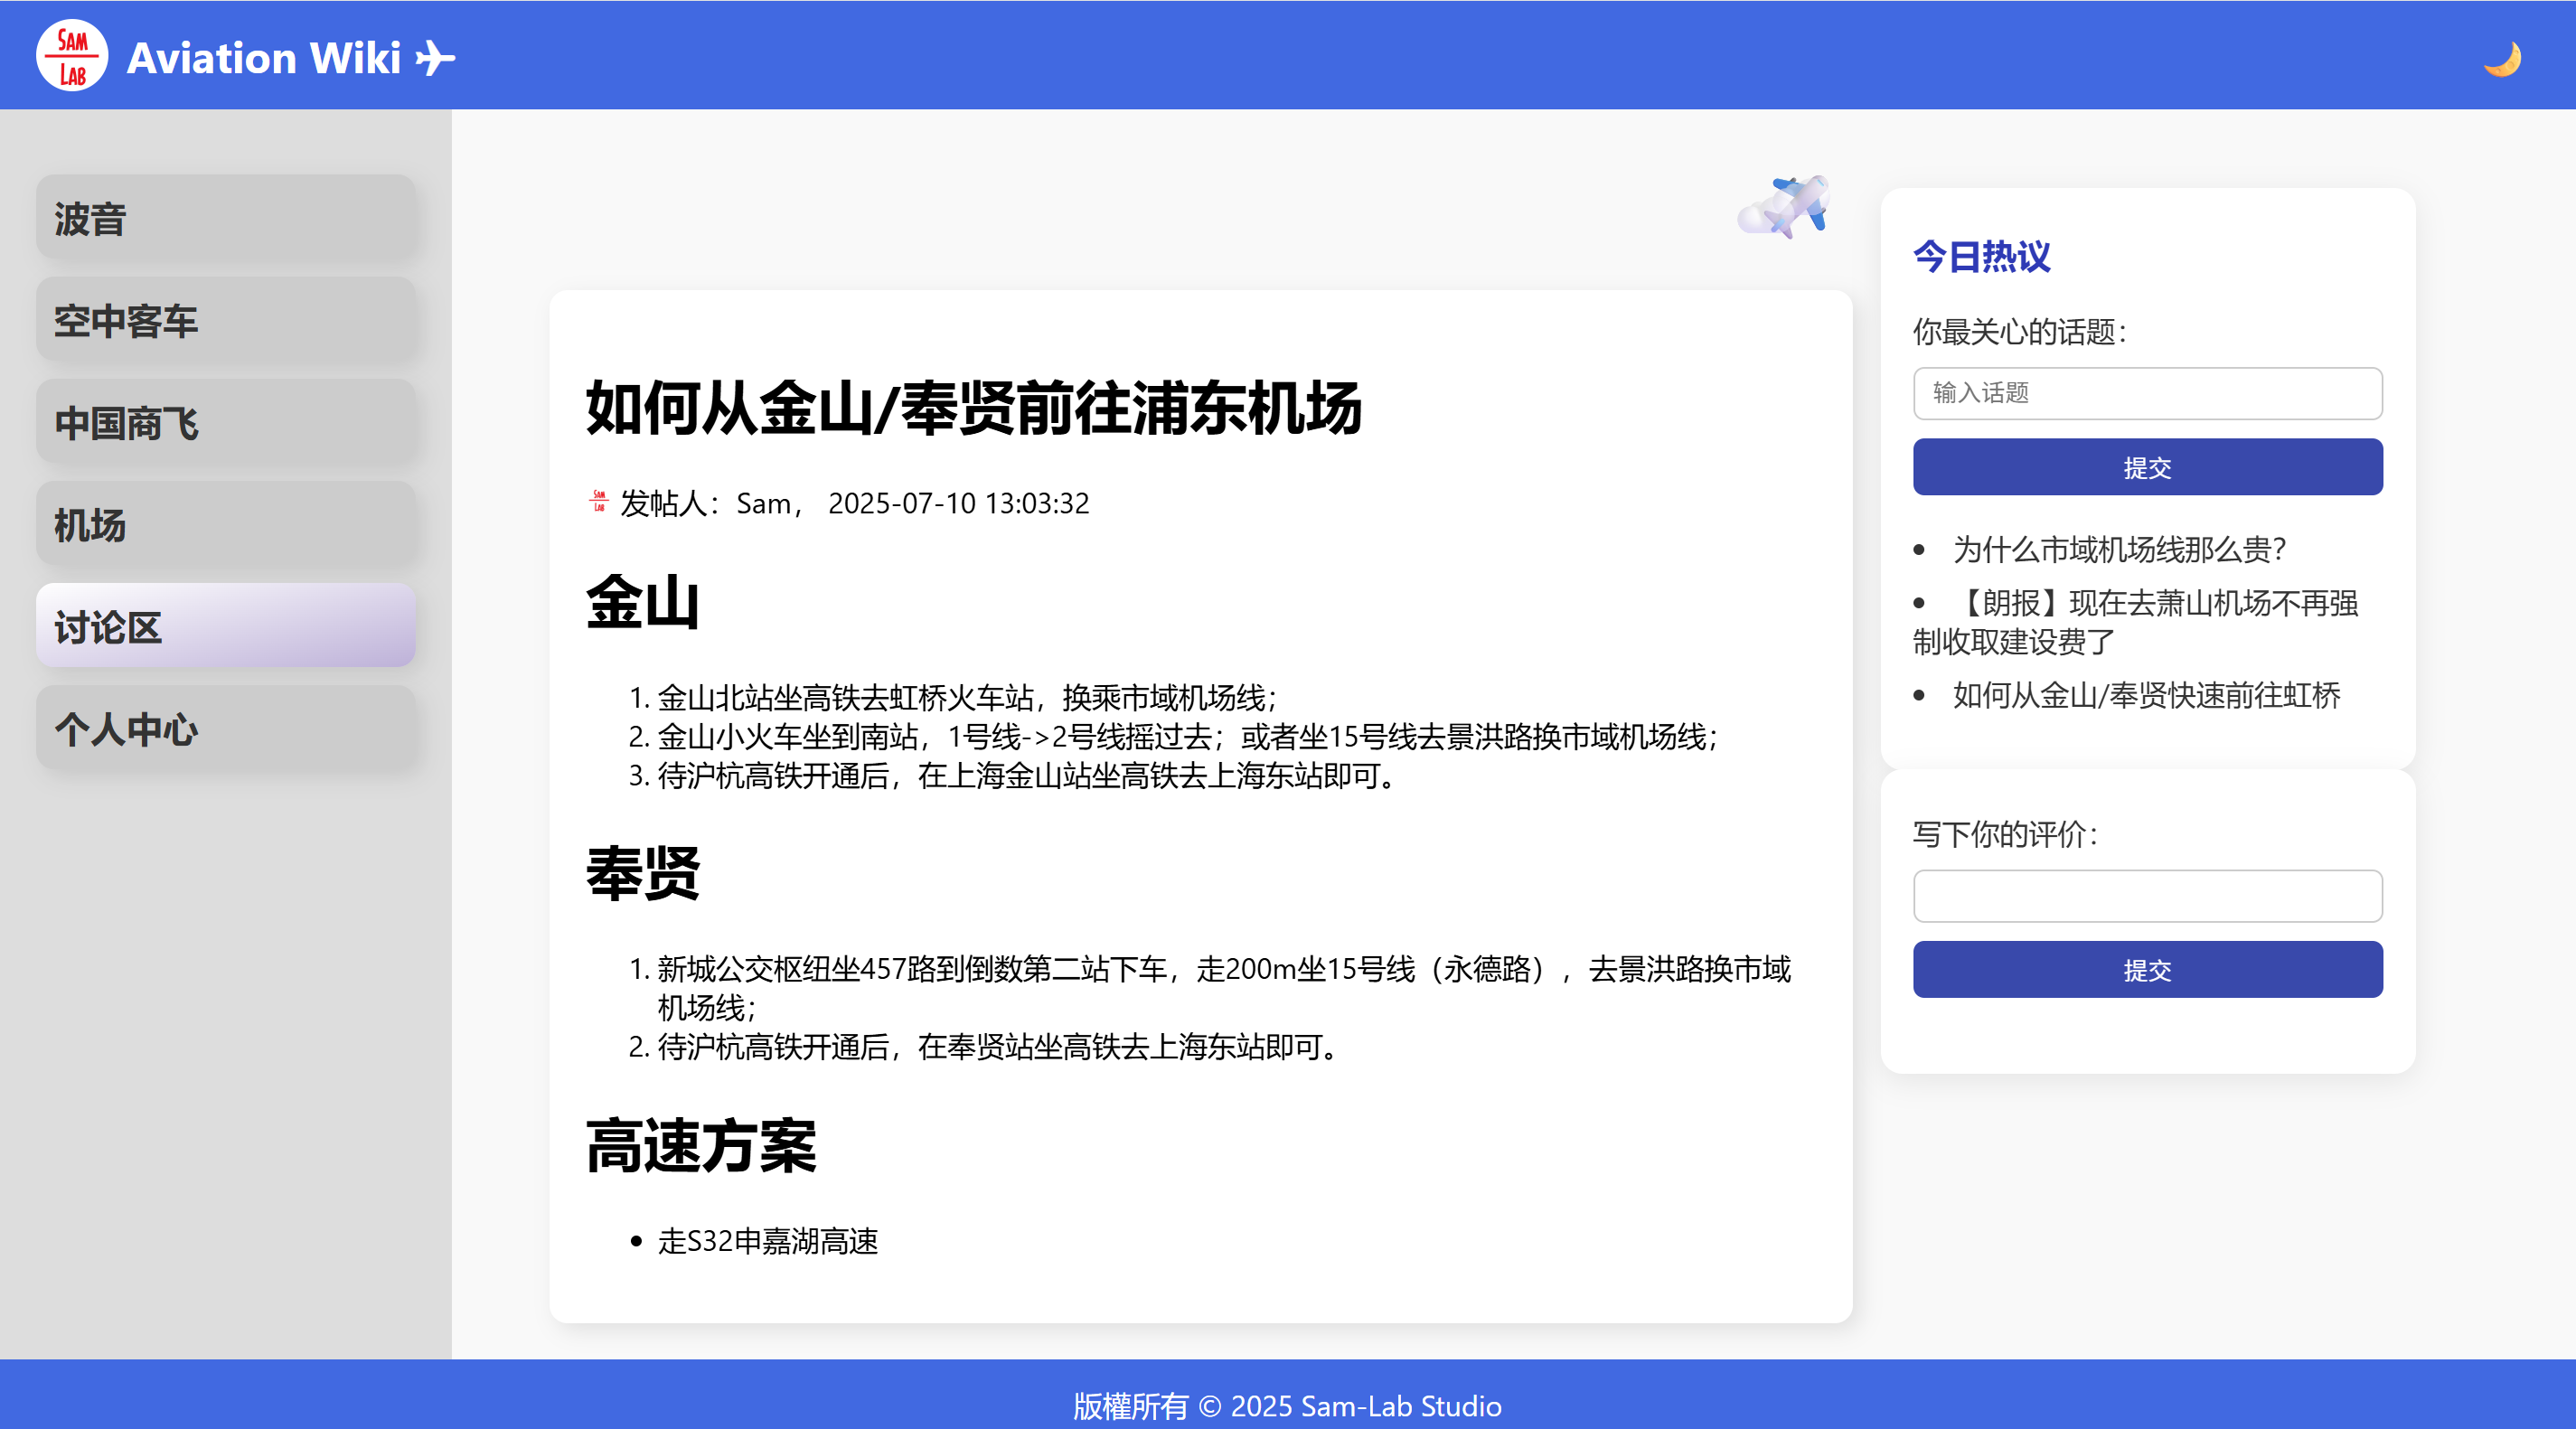 SAM
LAB
Aviation Wiki
波音
空中客车
中国商飞
机场
讨论区
个人中心
如何从金山/奉贤前往浦东机场
SAM
LAB
发帖人：Sam， 2025-07-10 13:03:32
金山
1. 金山北站坐高铁去虹桥火车站，换乘市域机场线；
2. 金山小火车坐到南站，1号线->2号线摇过去；或者坐15号线去景洪路换市域机场线；
3. 待沪杭高铁开通后，在上海金山站坐高铁去上海东站即可。
奉贤
1. 新城公交枢纽坐457路到倒数第二站下车，走200m坐15号线（永德路），去景洪路换市域
机场线；
2. 待沪杭高铁开通后，在奉贤站坐高铁去上海东站即可。
高速方案
• 走S32申嘉湖高速
今日热议
你最关心的话题：
输入话题
提交
• 为什么市域机场线那么贵？
• 【朗报】现在去萧山机场不再强
制收取建设费了
• 如何从金山/奉贤快速前往虹桥
写下你的评价：
提交
版權所有 © 2025 Sam-Lab Studio